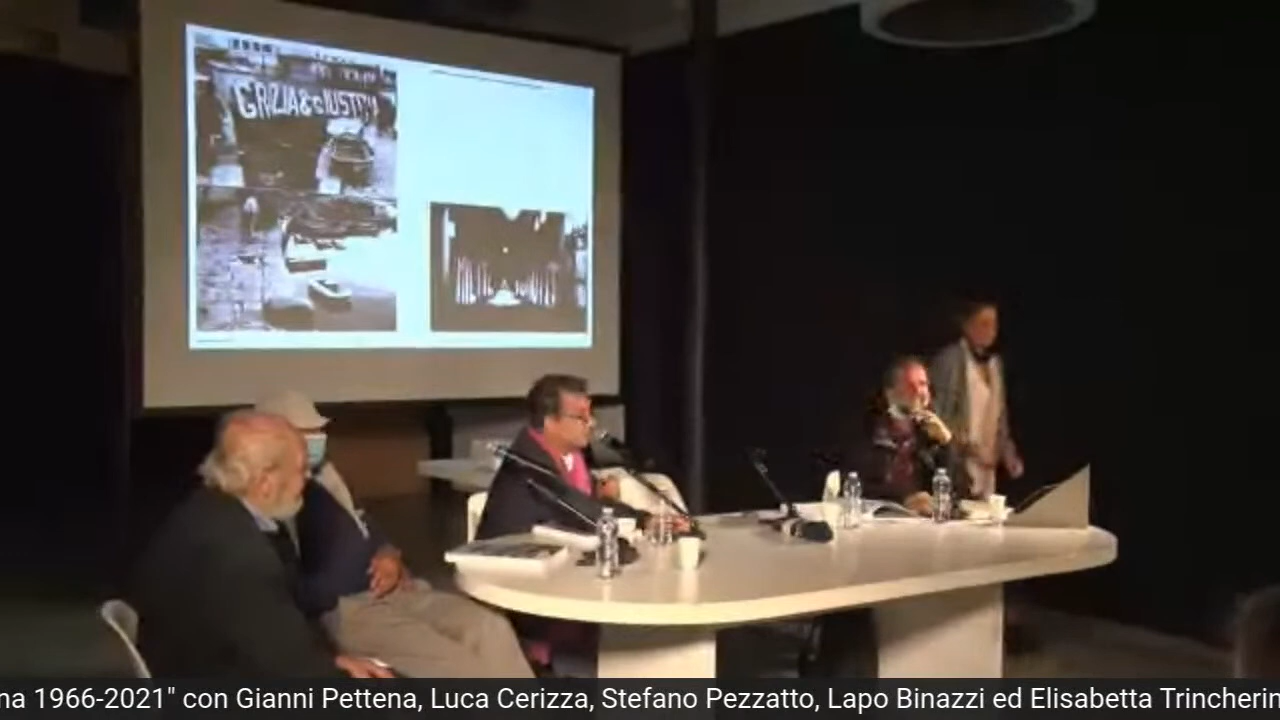 GRAZIA & GIUSTIZIA
na 1966-2021" con Gianni Pettena, Luca Cerizza, Stefano Pezzatto, Lapo Binazzi ed Elisabetta Trincherin